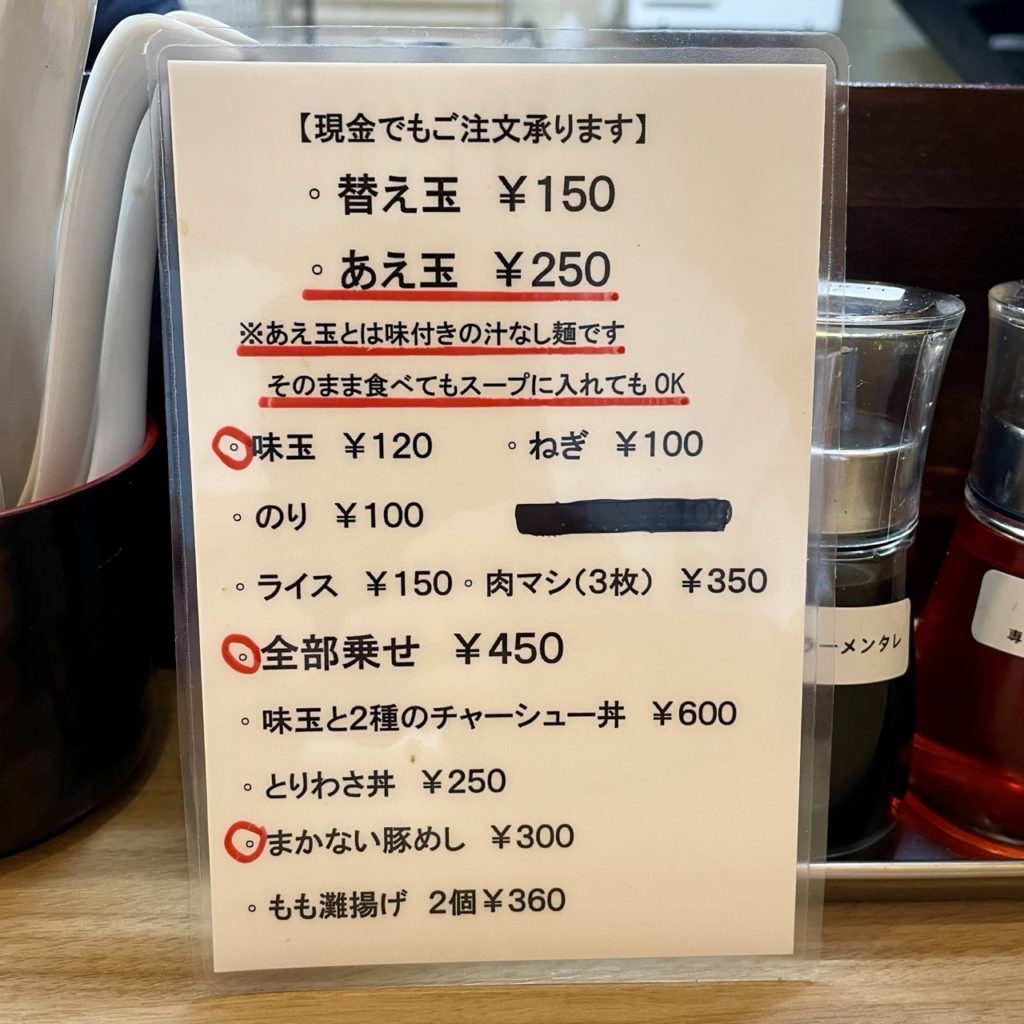 【現金でもご注文承ります】
。替え玉 ￥150
。あえ玉 ￥250
※あえ玉とは味付きの汁なし麺です
そのまま食べてもスープに入れてもOK
。味玉 ￥120 。ねぎ ￥100
。のり ￥100
。ライス ￥150 。肉マシ(3枚) ￥350
。全部乗せ ￥450
。味玉と2種のチャーシュー丼 ￥600
。とりわさ丼 ￥250
。まかない豚めし ￥300
。もも灘揚げ 2個￥360
ーメンタレ